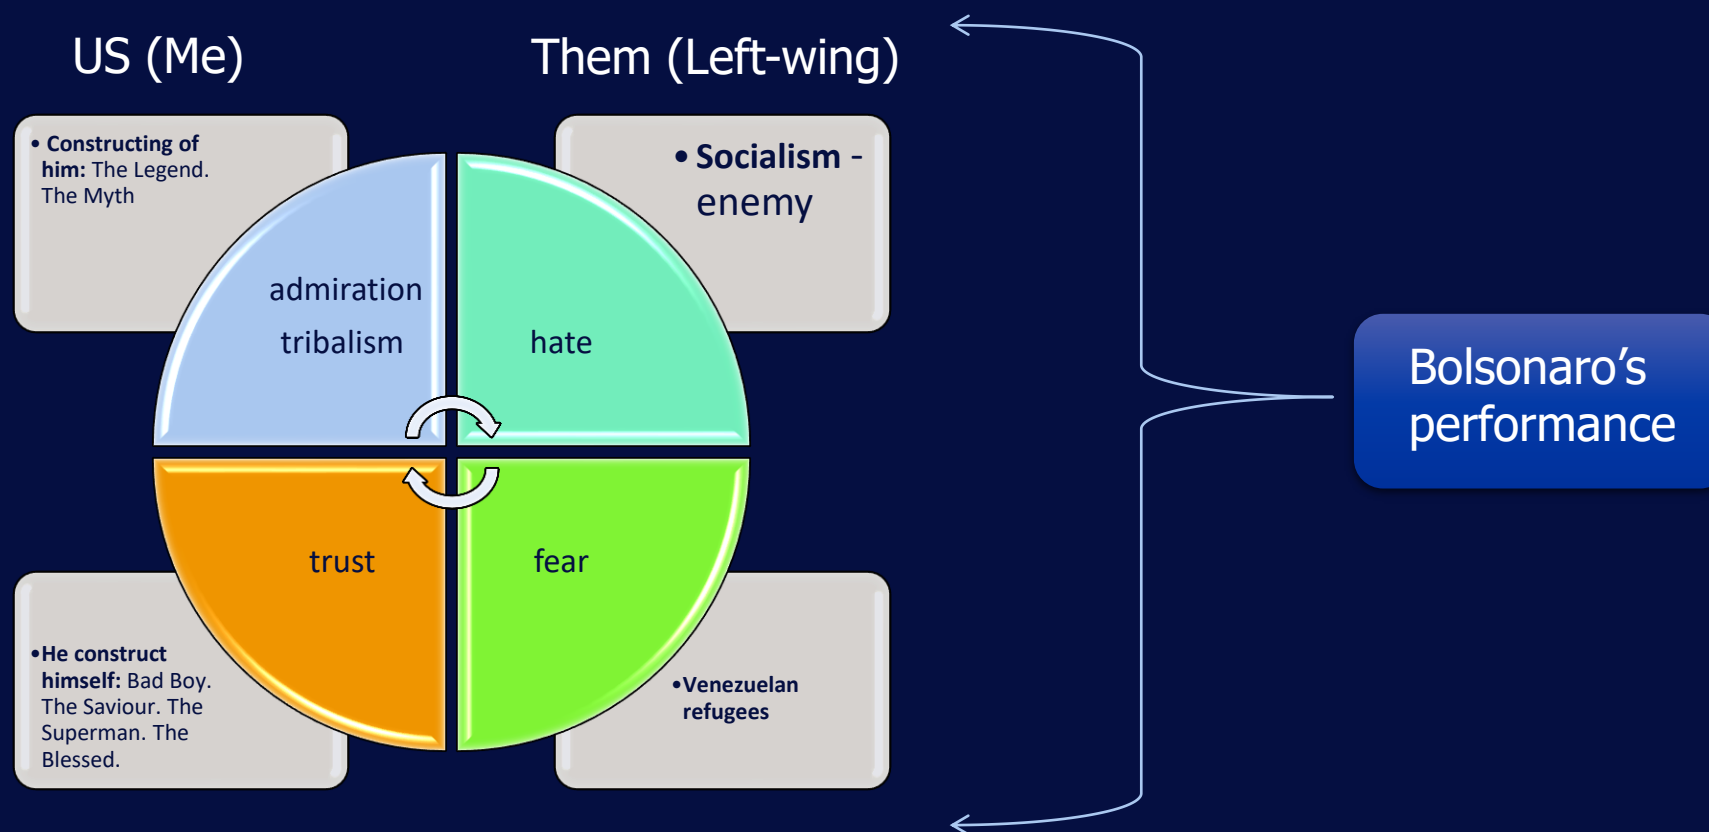 US (Me)
Them (Left-wing)
• Constructing of
him: The Legend.
The Myth
• Socialism -
enemy
admiration
tribalism
hate
trust
fear
•He construct
himself: Bad Boy.
The Saviour. The
Superman. The
Blessed.
•Venezuelan
refugees
Bolsonaro’s
performance